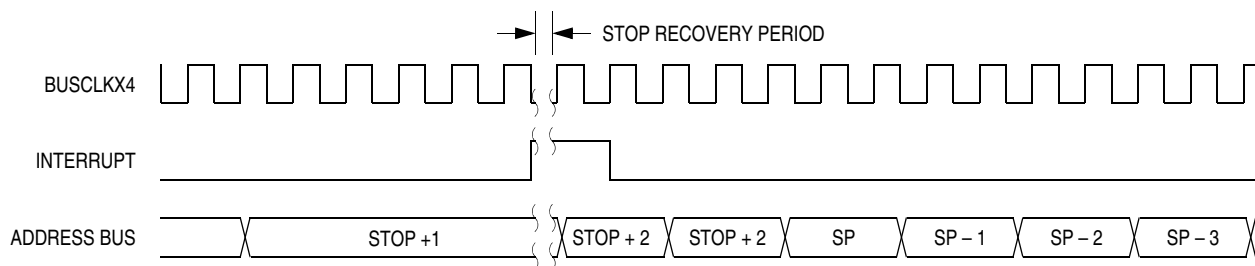 STOP RECOVERY PERIOD
BUSCLKX4
INTERRUPT
ADDRESS BUS
STOP +1
STOP + 2
STOP + 2
SP
SP – 1
SP – 2
SP – 3